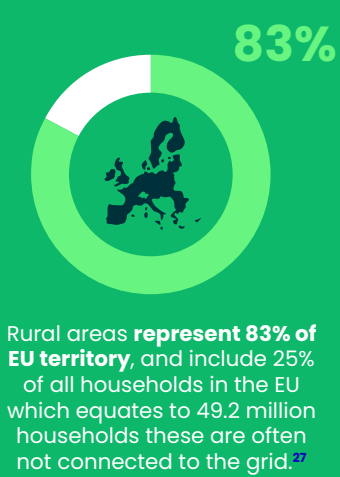 83%
Rural areas represent 83% of
EU territory, and include 25%
of all households in the EU
which equates to 49.2 million
households these are often
not connected to the grid.27